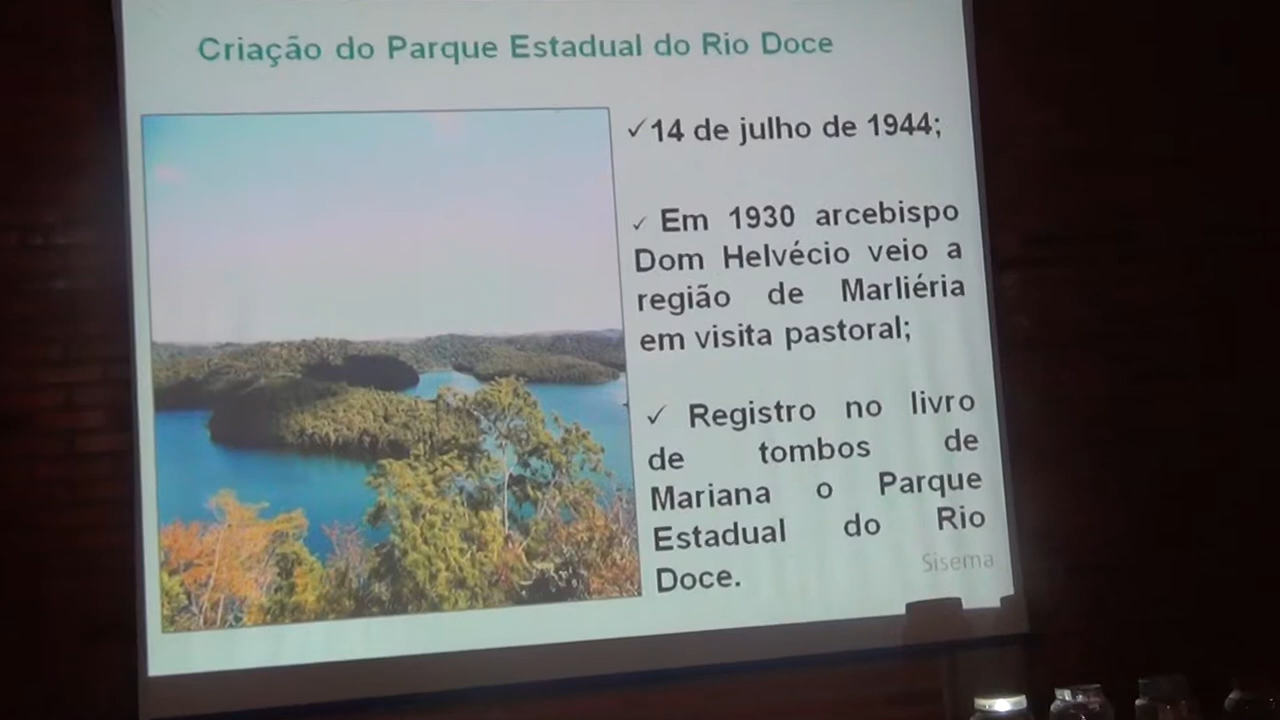 Criação do Parque Estadual do Rio Doce
✓14 de julho de 1944;
✓ Em 1930 arcebispo
Dom Helvécio veio a
região de Marliéria
em visita pastoral;
✓ Registro no livro
de tombos de
Mariana o Parque
Estadual do Rio
Doce.
Sisema